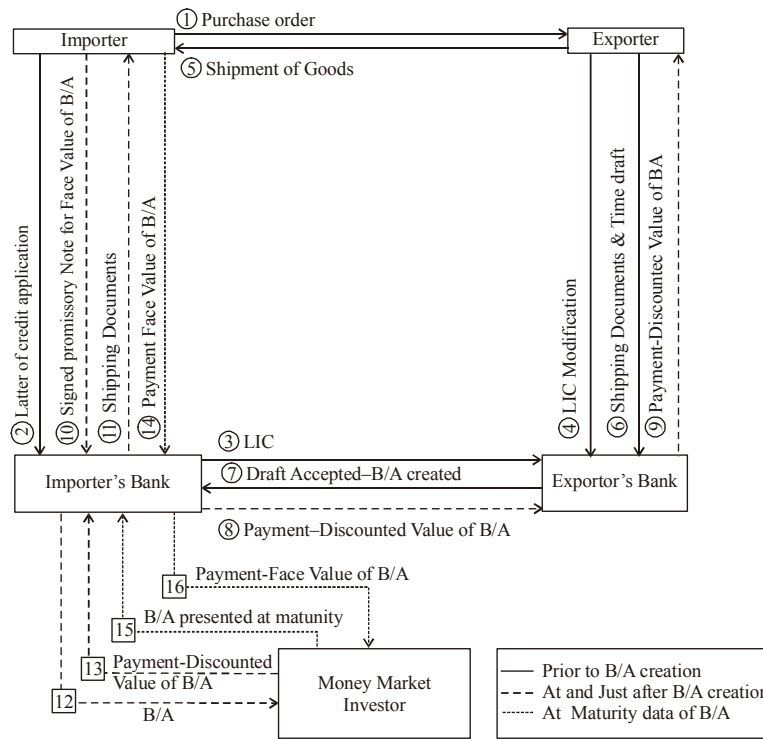 ① Purchase order
Importer
Exporter
⑤ Shipment of Goods
② Latter of credit application
⑩ Signed promissory Note for Face Value of B/A
⑪ Shipping Documents
⑭ Payment Face Value of B/A
④ LIC Modification
⑥ Shipping Documents & Time draft
⑨ Payment-Discountec Value of BA
③ LIC
Importer's Bank
⑦ Draft Accepted–B/A created
Exportor's Bank
⑧ Payment–Discounted Value of B/A
16
Payment-Face Value of B/A
15
B/A presented at maturity
13
Payment-Discounted
Value of B/A
12
B/A
Money Market
Investor
Prior to B/A creation
At and Just after B/A creation
At Maturity data of B/A